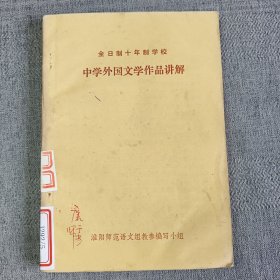 全日制十年制学校
中学外国文学作品讲解
淮阳师范语文组教参编写小组